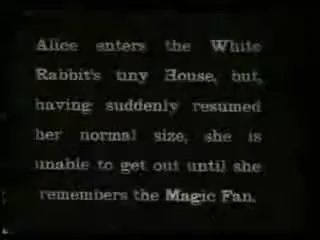 Alice enters the White
Rabbit's tiny House, but,
having suddenly resumed
her normal size, she is
unable to get out until she
remembers the Magic Fan.